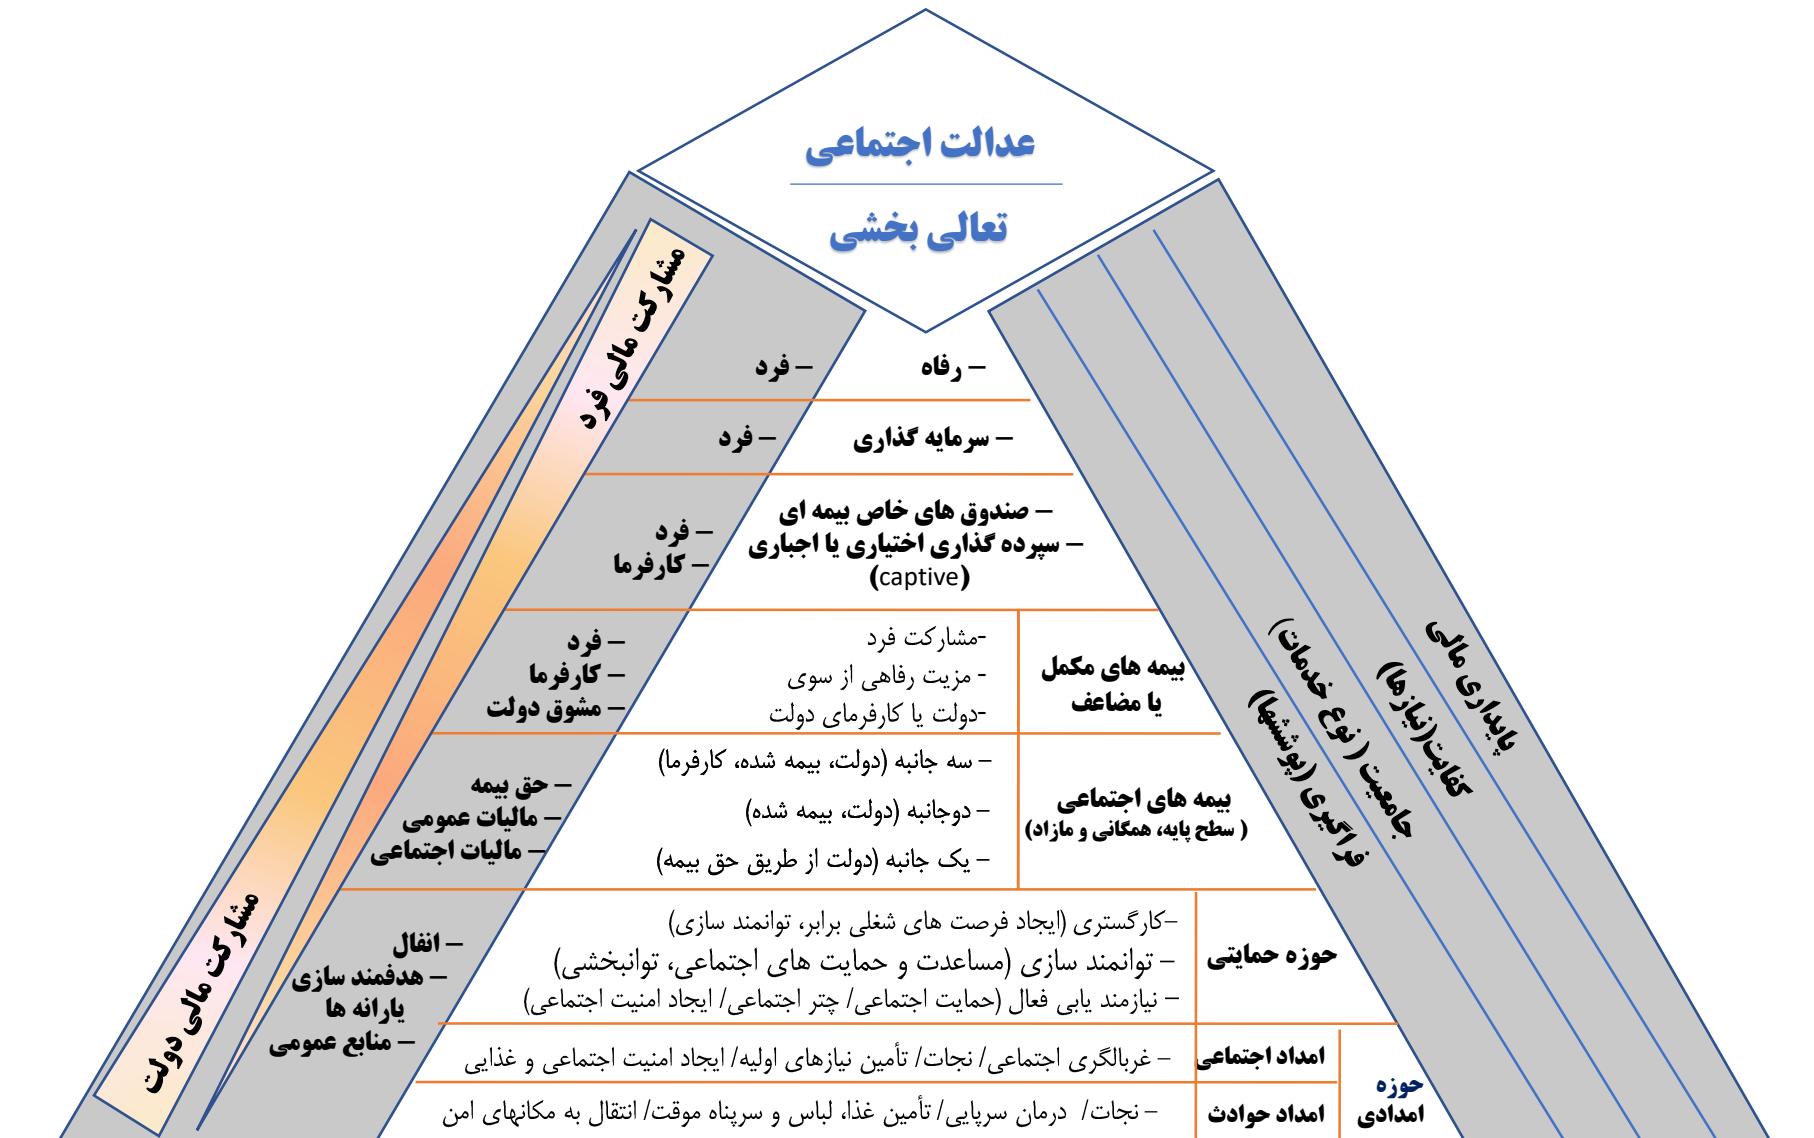 عدالت اجتماعی
تعالی بخشی
مشارکت مالی فرد
مشارکت مالی دولت
– رفاه
– فرد
– سرمایه گذاری
– فرد
– صندوق های خاص بیمه ای
– سپرده گذاری اختیاری یا اجباری
(captive)
– فرد
– کارفرما
بیمه های مکمل
یا مضاعف
-مشارکت فرد
- مزیت رفاهی از سوی
-دولت یا کارفرمای دولت
– فرد
– کارفرما
– مشوق دولت
بیمه های اجتماعی
( سطح پایه، همگانی و مازاد)
– سه جانبه (دولت، بیمه شده، کارفرما)
– دوجانبه (دولت، بیمه شده)
– یک جانبه (دولت از طریق حق بیمه)
– حق بیمه
– مالیات عمومی
– مالیات اجتماعی
حوزه حمایتی
–کارگستری (ایجاد فرصت های شغلی برابر، توانمند سازی)
– توانمند سازی (مساعدت و حمایت های اجتماعی، توانبخشی)
– نیازمند یابی فعال (حمایت اجتماعی/ چتر اجتماعی/ ایجاد امنیت اجتماعی)
– انفال
– هدفمند سازی
یارانه ها
– منابع عمومی
حوزه
امدادی
امداد اجتماعی
– غربالگری اجتماعی/ نجات/ تأمین نیازهای اولیه/ ایجاد امنیت اجتماعی و غذایی
امداد حوادث
– نجات/ درمان سرپایی/ تأمین غذا، لباس و سرپناه موقت/ انتقال به مکانهای امن
پایداری مالی
کفایت(نیازها)
جامعیت ( نوع خدمات)
فراگیری (پوششها)